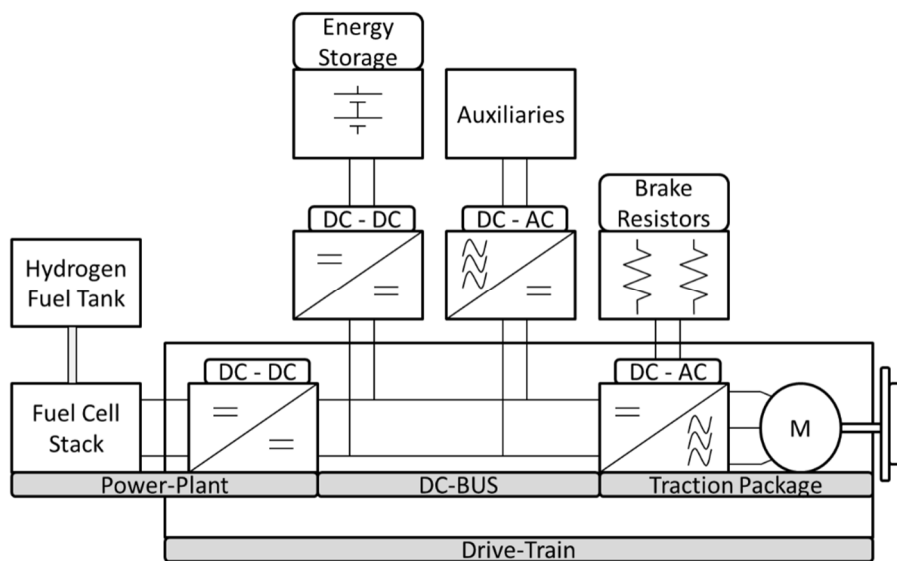 Energy
Storage
Auxiliaries
Brake
Resistors
DC - DC
DC - AC
Hydrogen
Fuel Tank
DC - DC
DC - AC
Fuel Cell
Stack
M
Power-Plant
DC-BUS
Traction Package
Drive-Train